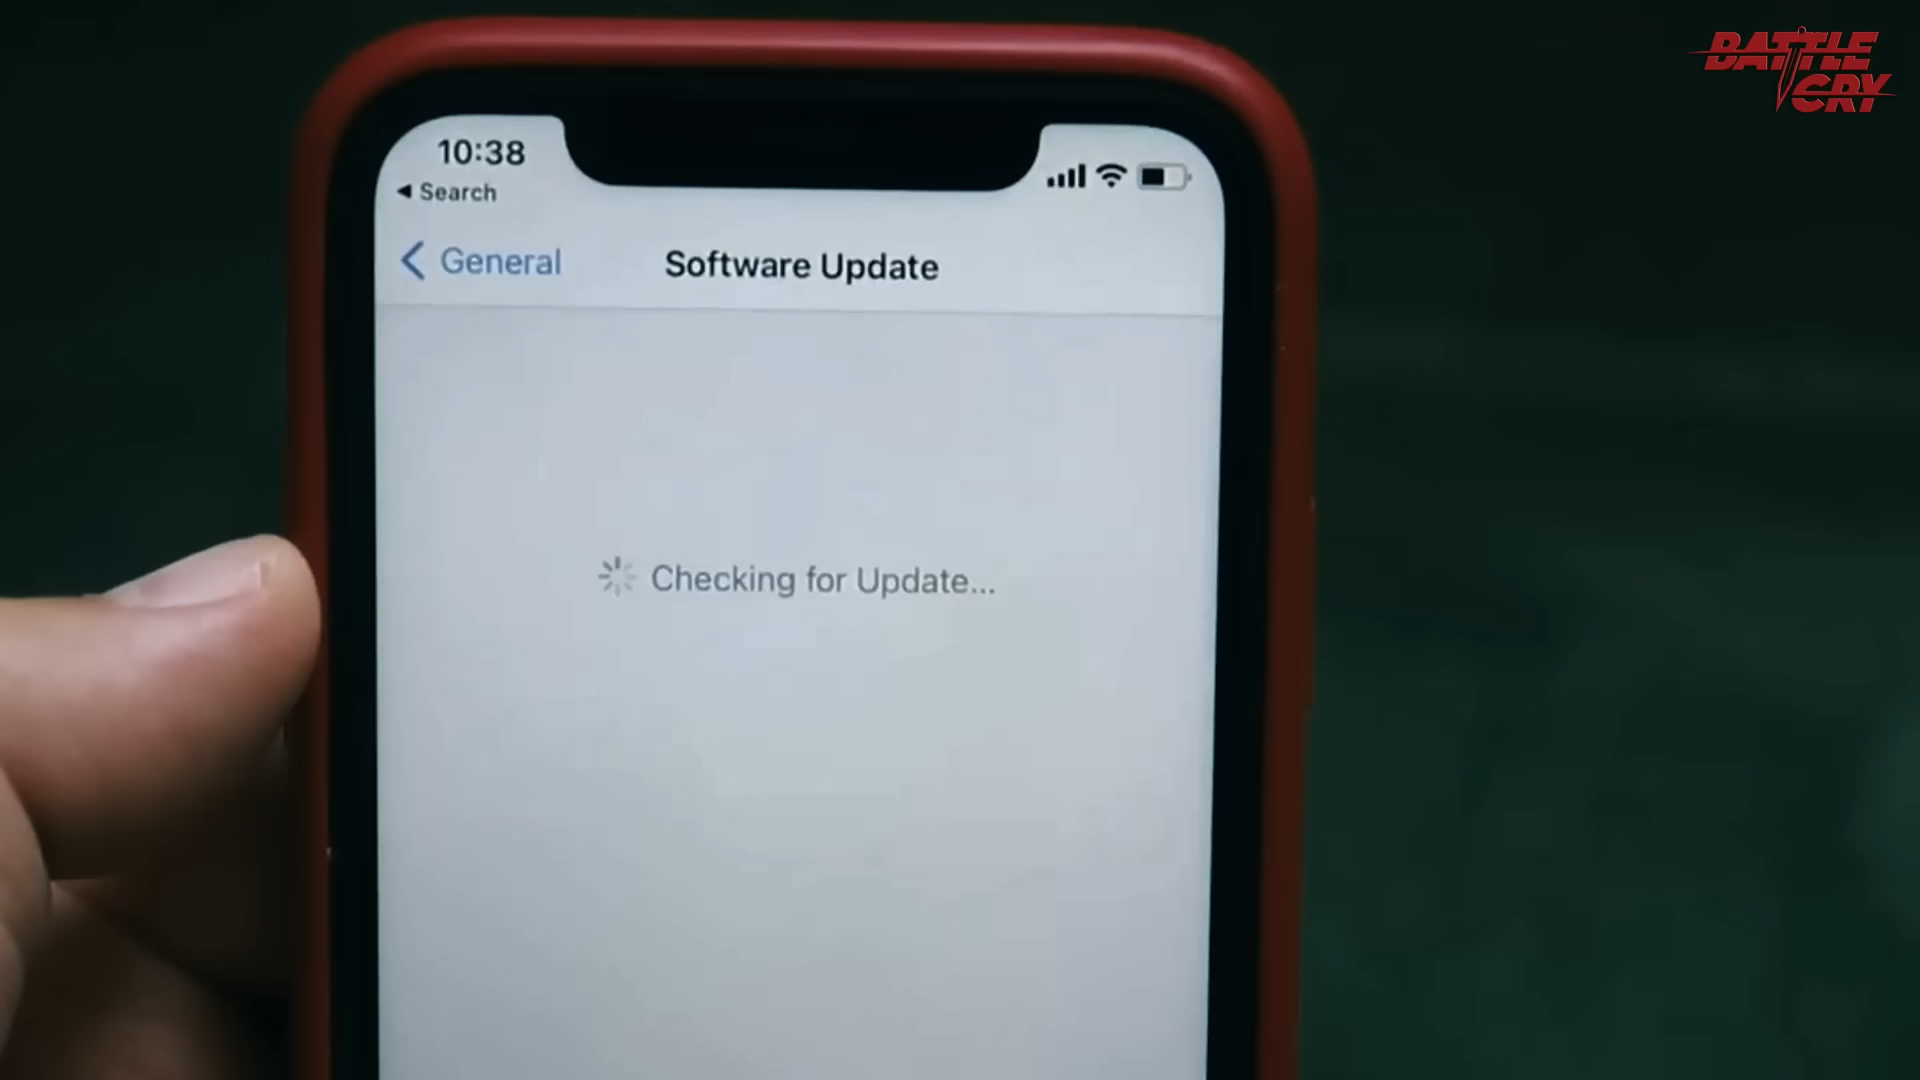 BATTLE
CRY
10:38
◀ Search
General
Software Update
Checking for Update...